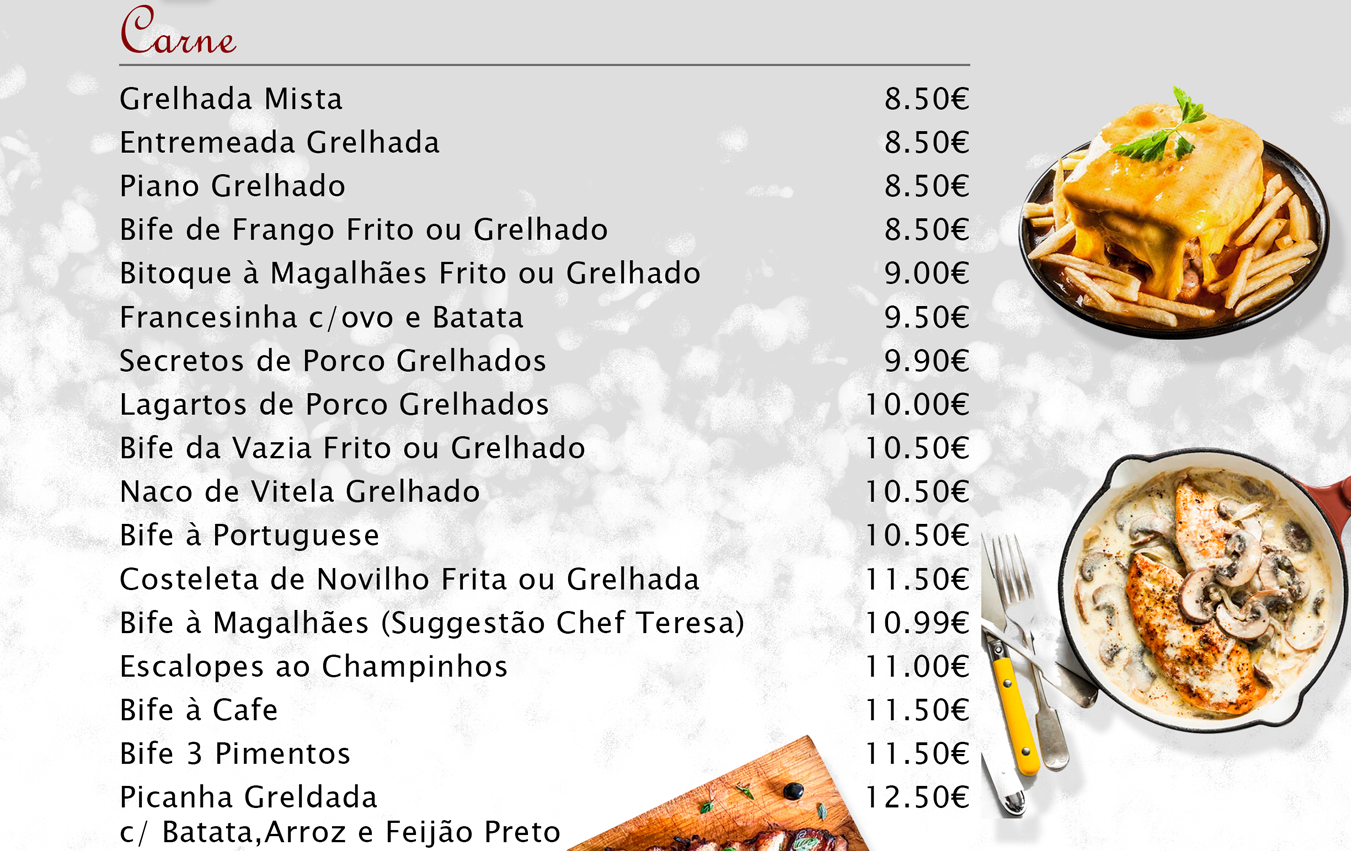 Carne
Grelhada Mista 8.50€
Entremeada Grelhada 8.50€
Piano Grelhado 8.50€
Bife de Frango Frito ou Grelhado 8.50€
Bitoque à Magalhães Frito ou Grelhado 9.00€
Francesinha c/ovo e Batata 9.50€
Secretos de Porco Grelhados 9.90€
Lagartos de Porco Grelhados 10.00€
Bife da Vazia Frito ou Grelhado 10.50€
Naco de Vitela Grelhado 10.50€
Bife à Portuguese 10.50€
Costeleta de Novilho Frita ou Grelhada 11.50€
Bife à Magalhães (Suggestão Chef Teresa) 10.99€
Escalopes ao Champinhos 11.00€
Bife à Cafe 11.50€
Bife 3 Pimentos 11.50€
Picanha Greldada 12.50€
c/ Batata,Arroz e Feijão Preto